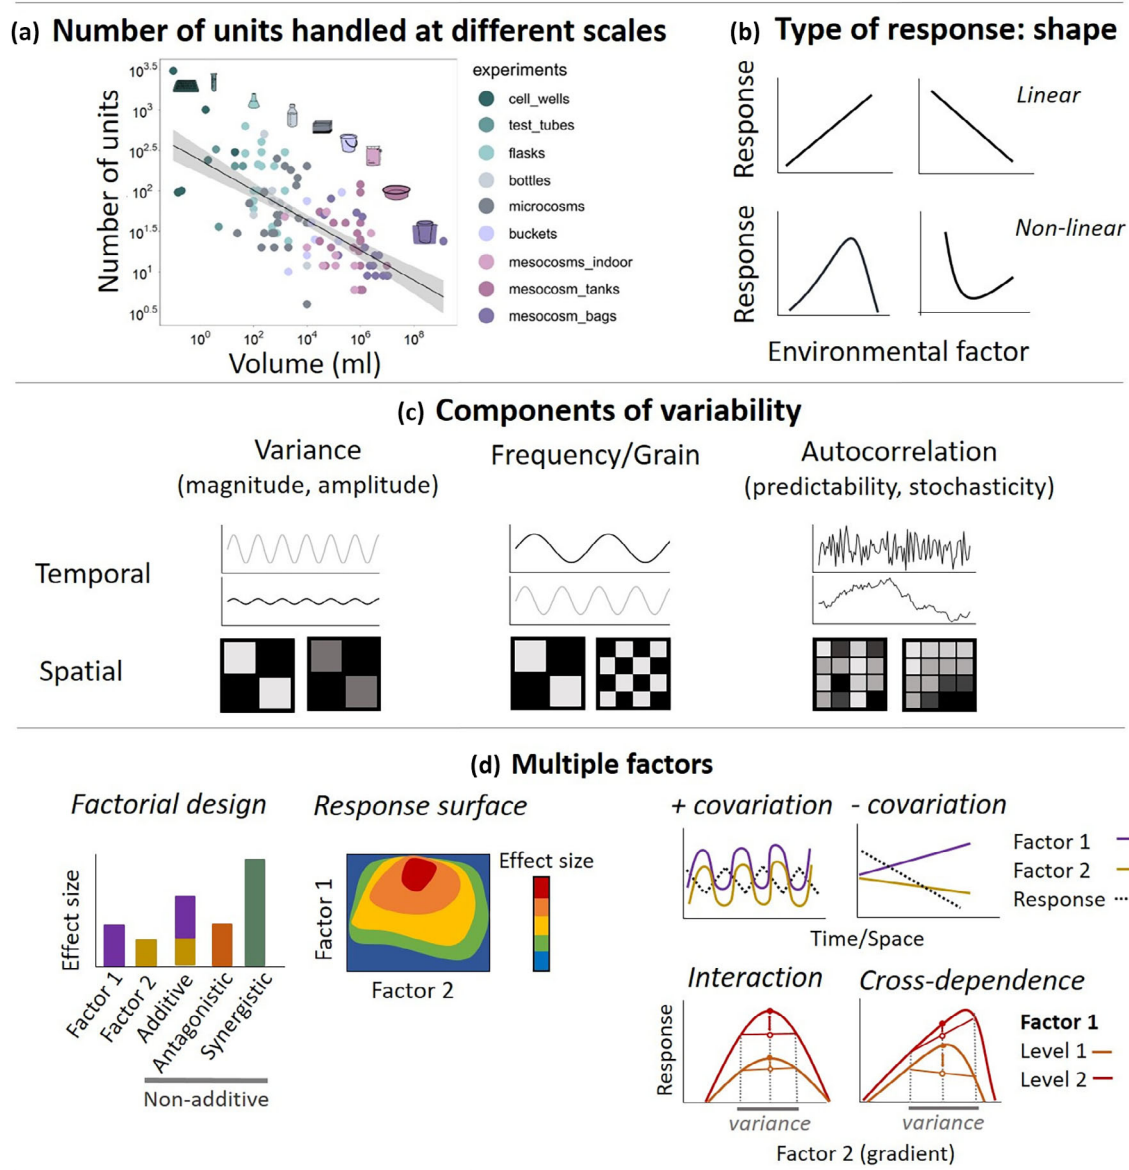 (a) Number of units handled at different scales
Number of units
10^3.5
10^3
10^2.5
10^2
10^1.5
10^1
10^0.5
10^0
10^2
10^4
10^6
10^8
Volume (ml)
experiments
cell_wells
test_tubes
flasks
bottles
microcosms
buckets
mesocosms_indoor
mesocosm_tanks
mesocosm_bags
(b) Type of response: shape
Response
Linear
Response
Non-linear
Environmental factor
(c) Components of variability
Variance
(magnitude, amplitude)
Frequency/Grain
Autocorrelation
(predictability, stochasticity)
Temporal
Spatial
(d) Multiple factors
Factorial design
Effect size
Factor 1
Factor 2
Additive
Antagonistic
Synergistic
Non-additive
Response surface
Factor 1
Factor 2
Effect size
+ covariation
- covariation
Factor 1
Factor 2
Response
Time/Space
Interaction
Cross-dependence
Response
variance
variance
Factor 1
Level 1
Level 2
Factor 2 (gradient)